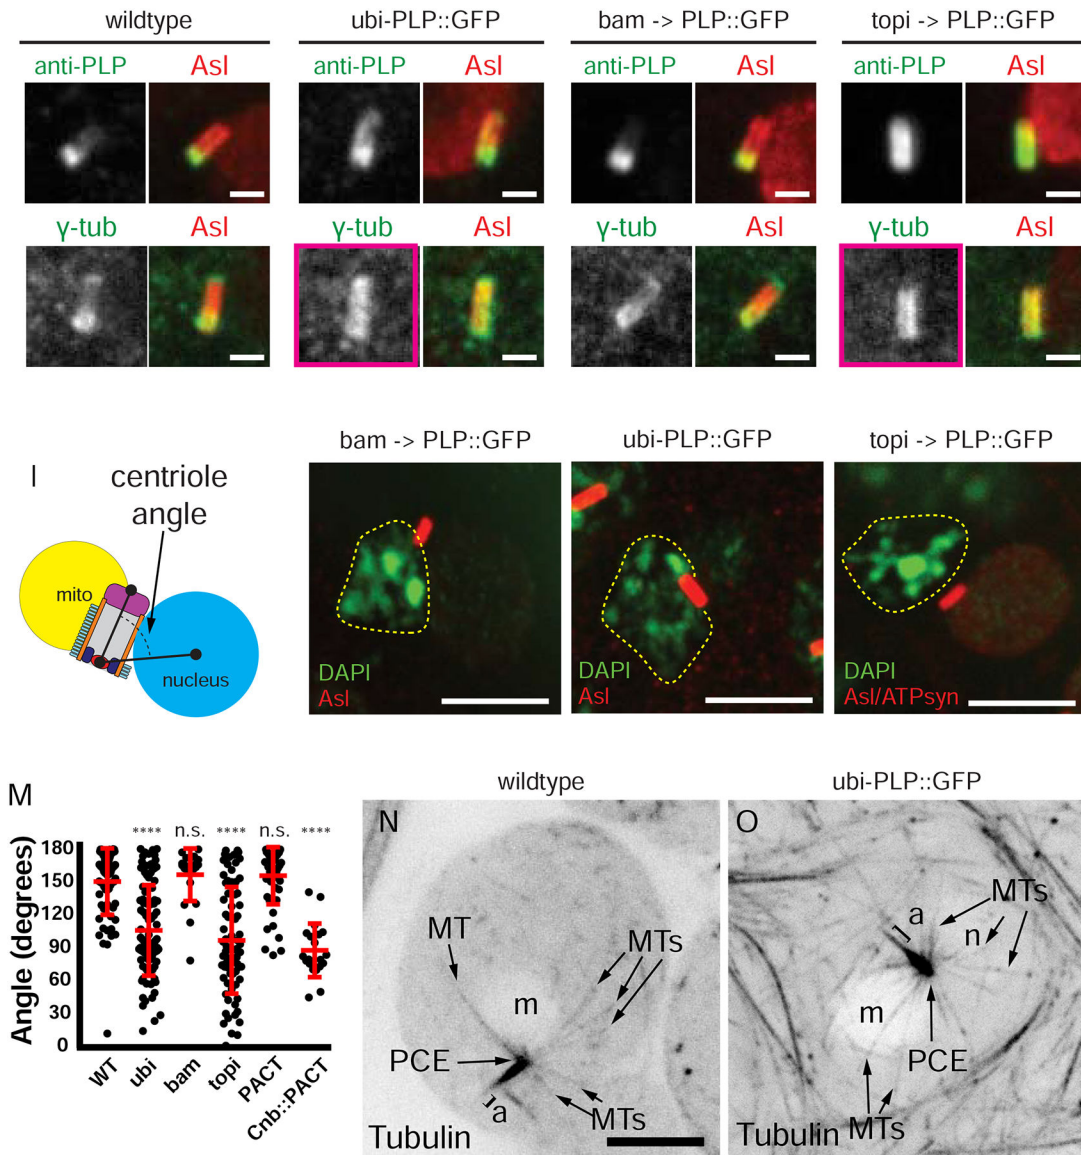 wildtype ubi-PLP::GFP bam -> PLP::GFP topi -> PLP::GFP
anti-PLP Asl anti-PLP Asl anti-PLP Asl anti-PLP Asl
γ-tub Asl γ-tub Asl γ-tub Asl γ-tub Asl
bam -> PLP::GFP ubi-PLP::GFP topi -> PLP::GFP
I centriole
angle
mito
nucleus
DAPI
Asl
DAPI
Asl
DAPI
Asl/ATPsyn
M
Angle (degrees)
180
150
120
90
60
30
0
**** n.s. **** n.s. ****
WT ubi bam topi PACT Cnb::PACT
wildtype
N
MT
MTs
m
PCE
a
MTs
Tubulin
ubi-PLP::GFP
O
MTs
a
n
m
PCE
Tubulin MTs